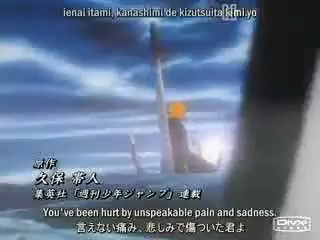 ienai itami, kanashimi de kizutsuita kimi yo
原作
久保 帯人
集英社「週刊少年ジャンプ」連載
You've been hurt by unspeakable pain and sadness.
言えない痛み、悲しみで傷ついた君よ
DivX